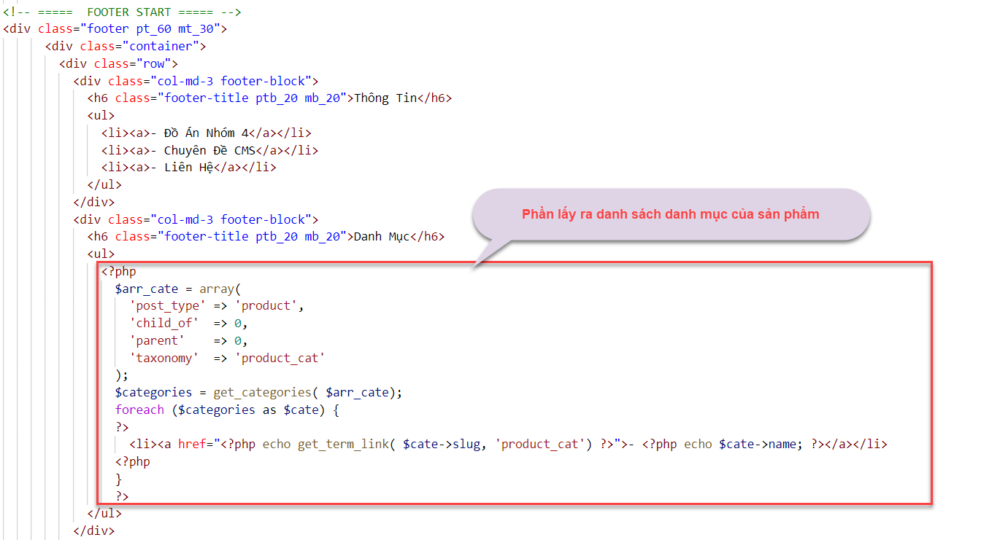 <!-- =====  FOOTER START ===== -->
<div class="footer pt_60 mt_30">
<div class="container">
<div class="row">
<div class="col-md-3 footer-block">
<h6 class="footer-title ptb_20 mb_20">Thông Tin</h6>
<ul>
<li><a>- Đồ Án Nhóm 4</a></li>
<li><a>- Chuyên Đề CMS</a></li>
<li><a>- Liên Hệ</a></li>
</ul>
</div>
<div class="col-md-3 footer-block">
Phần lấy ra danh sách danh mục của sản phẩm
<h6 class="footer-title ptb_20 mb_20">Danh Mục</h6>
<ul>
<?php
$arr_cate = array(
'post_type' => 'product',
'child_of'  => 0,
'parent'    => 0,
'taxonomy'  => 'product_cat'
);
$categories = get_categories( $arr_cate);
foreach ($categories as $cate) {
?>
<li><a href="<?php echo get_term_link( $cate->slug, 'product_cat') ?>">- <?php echo $cate->name; ?></a></li>
<?php
}
?>
</ul>
</div>